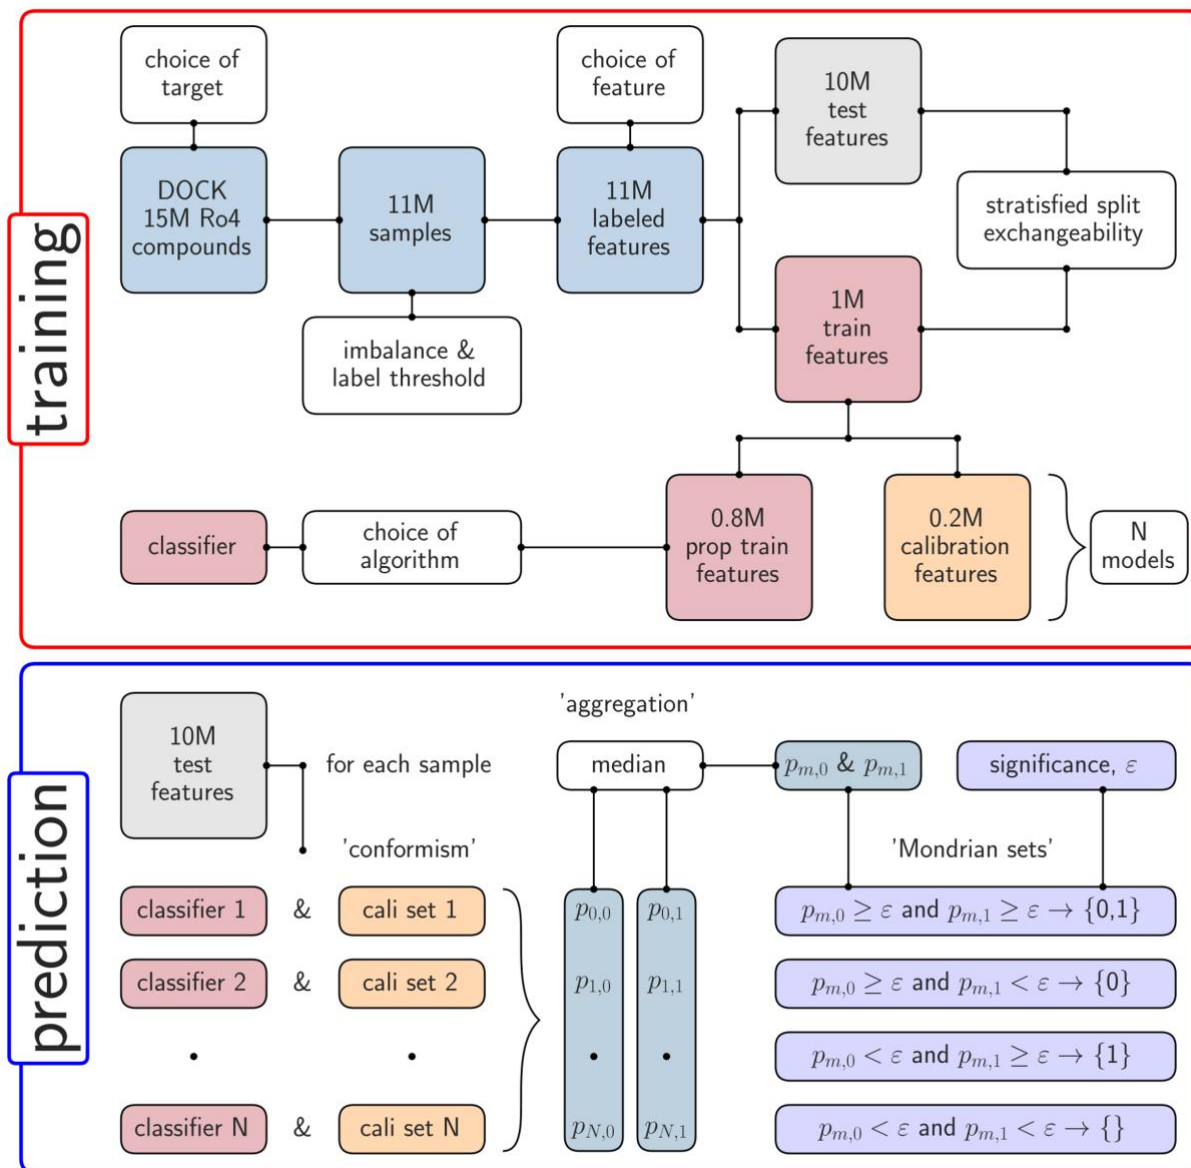 training
choice of
target
choice of
feature
10M
test
features
DOCK
15M Ro4
compounds
11M
samples
11M
labeled
features
stratisfied split
exchangeability
imbalance &
label threshold
1M
train
features
classifier
choice of
algorithm
0.8M
prop train
features
0.2M
calibration
features
N
models
prediction
10M
test
features
for each sample
'conformism'
'aggregation'
median
p_{m,0} & p_{m,1}
significance, ε
'Mondrian sets'
classifier 1 & cali set 1
classifier 2 & cali set 2
classifier N & cali set N
p_{0,0} p_{0,1}
p_{1,0} p_{1,1}
p_{N,0} p_{N,1}
p_{m,0} ≥ ε and p_{m,1} ≥ ε → {0,1}
p_{m,0} ≥ ε and p_{m,1} < ε → {0}
p_{m,0} < ε and p_{m,1} ≥ ε → {1}
p_{m,0} < ε and p_{m,1} < ε → {}